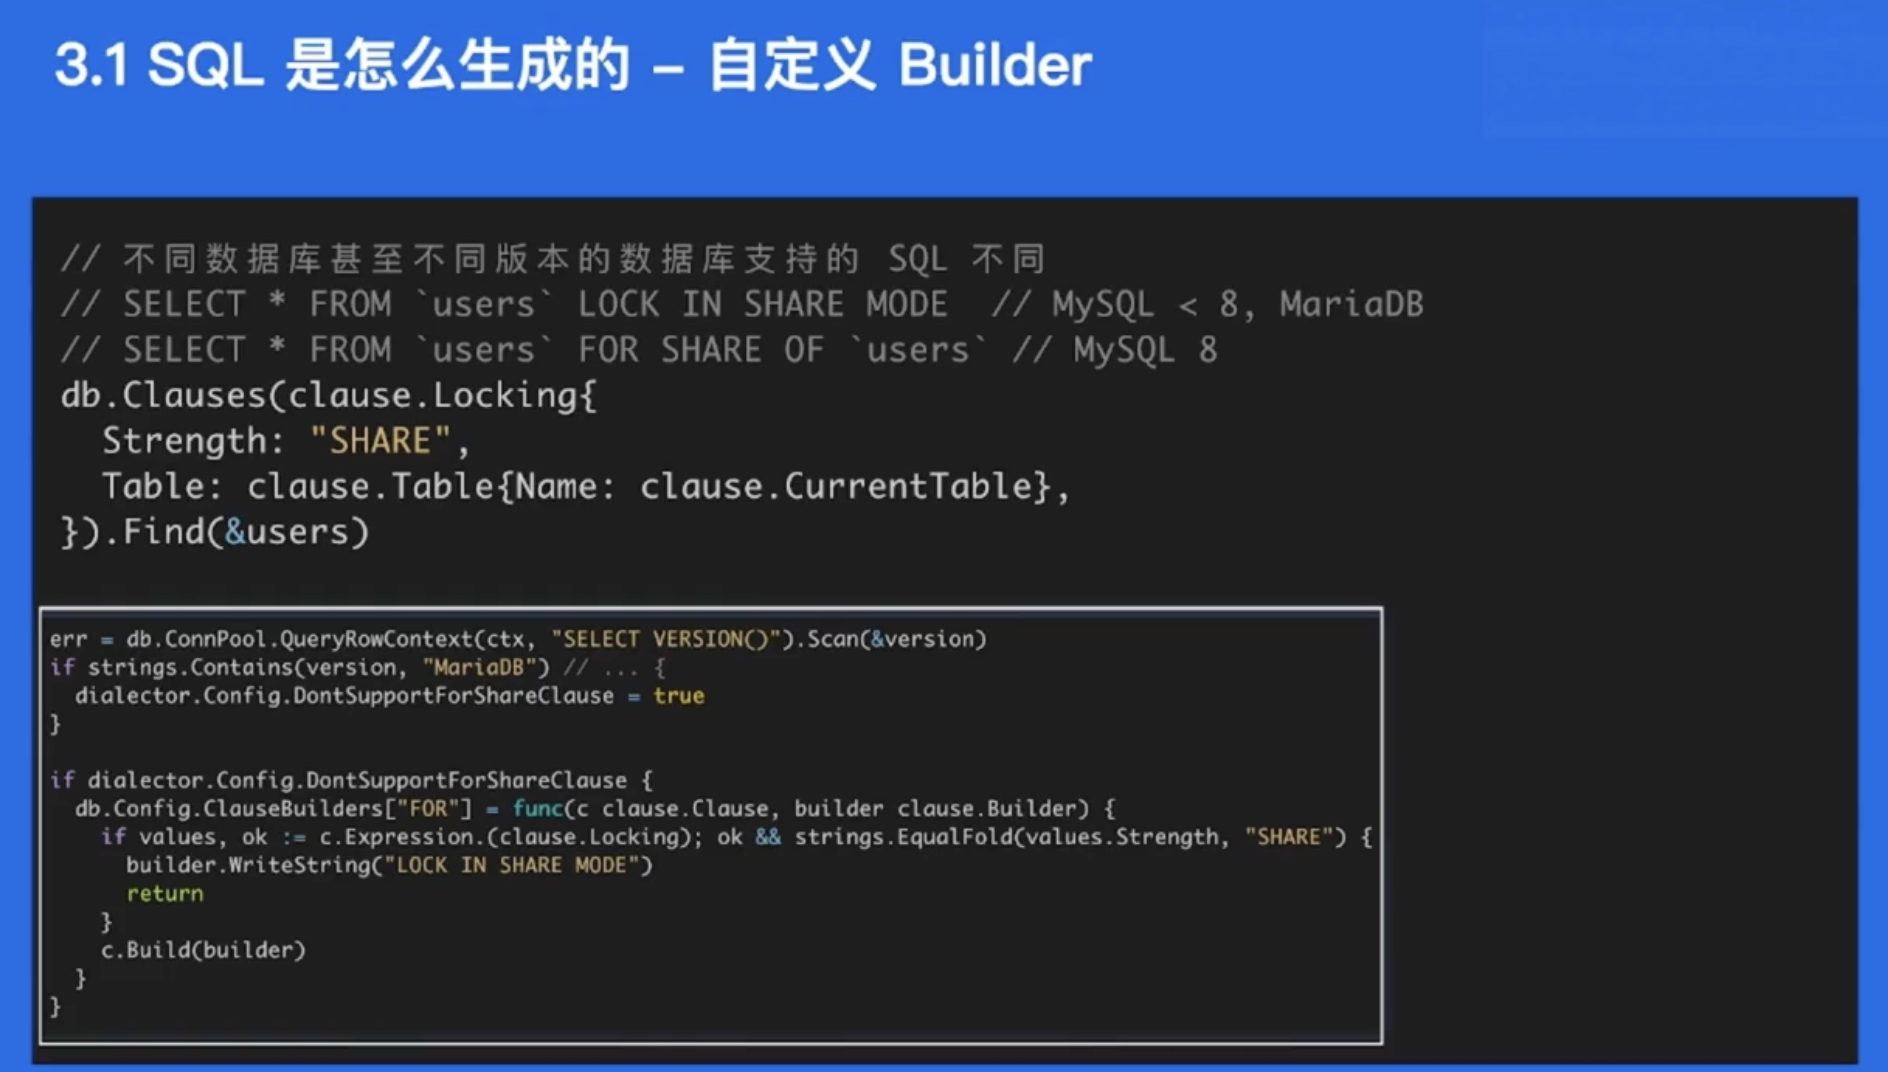 3.1 SQL 是怎么生成的 – 自定义 Builder
// 不同数据库甚至不同版本的数据库支持的 SQL 不同
// SELECT * FROM `users` LOCK IN SHARE MODE  // MySQL < 8, MariaDB
// SELECT * FROM `users` FOR SHARE OF `users` // MySQL 8
db.Clauses(clause.Locking{
  Strength: "SHARE",
  Table: clause.Table{Name: clause.CurrentTable},
}).Find(&users)
err = db.ConnPool.QueryRowContext(ctx, "SELECT VERSION()").Scan(&version)
if strings.Contains(version, "MariaDB") // ... {
  dialector.Config.DontSupportForShareClause = true
}
if dialector.Config.DontSupportForShareClause {
  db.Config.ClauseBuilders["FOR"] = func(c clause.Clause, builder clause.Builder) {
    if values, ok := c.Expression.(clause.Locking); ok && strings.EqualFold(values.Strength, "SHARE") {
      builder.WriteString("LOCK IN SHARE MODE")
      return
    }
    c.Build(builder)
  }
}